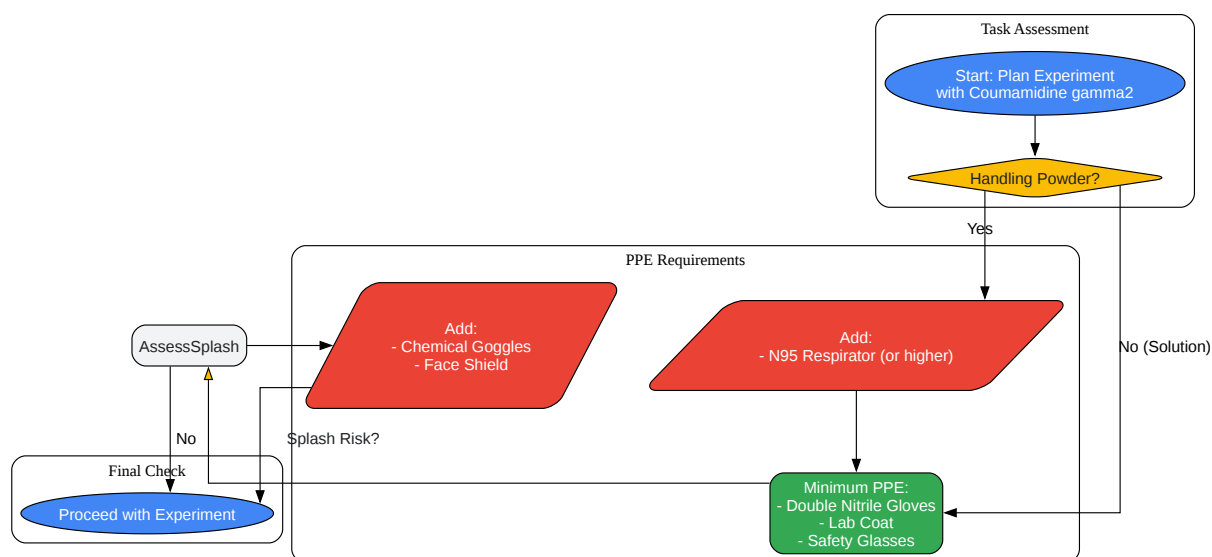 Task Assessment
Start: Plan Experiment
with Coumamidine gamma2
Handling Powder?
Yes
No (Solution)
PPE Requirements
Add:
- Chemical Goggles
- Face Shield
Add:
- N95 Respirator (or higher)
AssessSplash
No
Splash Risk?
Final Check
Proceed with Experiment
Minimum PPE:
- Double Nitrile Gloves
- Lab Coat
- Safety Glasses